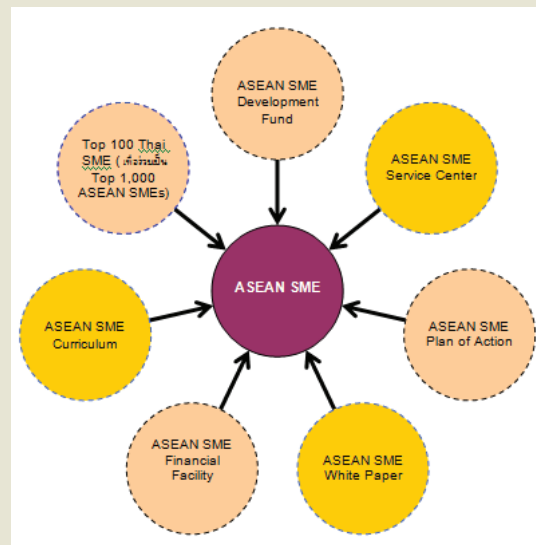 ASEAN SME
Development
Fund
ASEAN SME
Service Center
ASEAN SME
Plan of Action
ASEAN SME
White Paper
ASEAN SME
Financial
Facility
ASEAN SME
Curriculum
Top 100 Thai
SME (
Top 1,000
ASEAN SMEs)
ASEAN SME